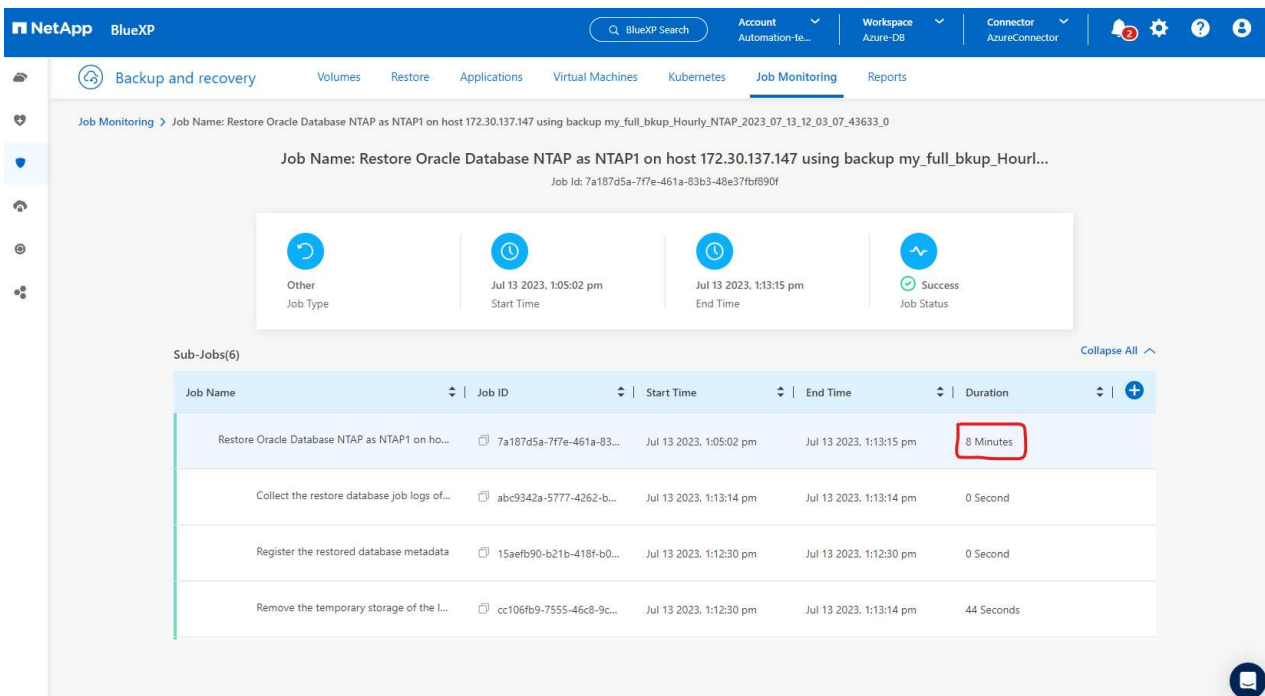 NetApp BlueXP
BlueXP Search
Account
Automation-te...
Workspace
Azure-DB
Connector
AzureConnector
2
Backup and recovery
Volumes
Restore
Applications
Virtual Machines
Kubernetes
Job Monitoring
Reports
Job Monitoring > Job Name: Restore Oracle Database NTAP as NTAP1 on host 172.30.137.147 using backup my_full_bkup_Hourly_NTAP_2023_07_13_12_03_07_43633_0
Job Name: Restore Oracle Database NTAP as NTAP1 on host 172.30.137.147 using backup my_full_bkup_Hourl...
Job Id: 7a187d5a-7f7e-461a-83b3-48e37fbf890f
Other
Job Type
Jul 13 2023, 1:05:02 pm
Start Time
Jul 13 2023, 1:13:15 pm
End Time
Success
Job Status
Sub-Jobs(6)
Collapse All
Job Name Job ID Start Time End Time Duration
Restore Oracle Database NTAP as NTAP1 on ho... 7a187d5a-7f7e-461a-83... Jul 13 2023, 1:05:02 pm Jul 13 2023, 1:13:15 pm 8 Minutes
Collect the restore database job logs of... abc9342a-5777-4262-b... Jul 13 2023, 1:13:14 pm Jul 13 2023, 1:13:14 pm 0 Second
Register the restored database metadata 15aefb90-b21b-418f-b0... Jul 13 2023, 1:12:30 pm Jul 13 2023, 1:12:30 pm 0 Second
Remove the temporary storage of the l... cc106fb9-7555-46c8-9c... Jul 13 2023, 1:12:30 pm Jul 13 2023, 1:13:14 pm 44 Seconds